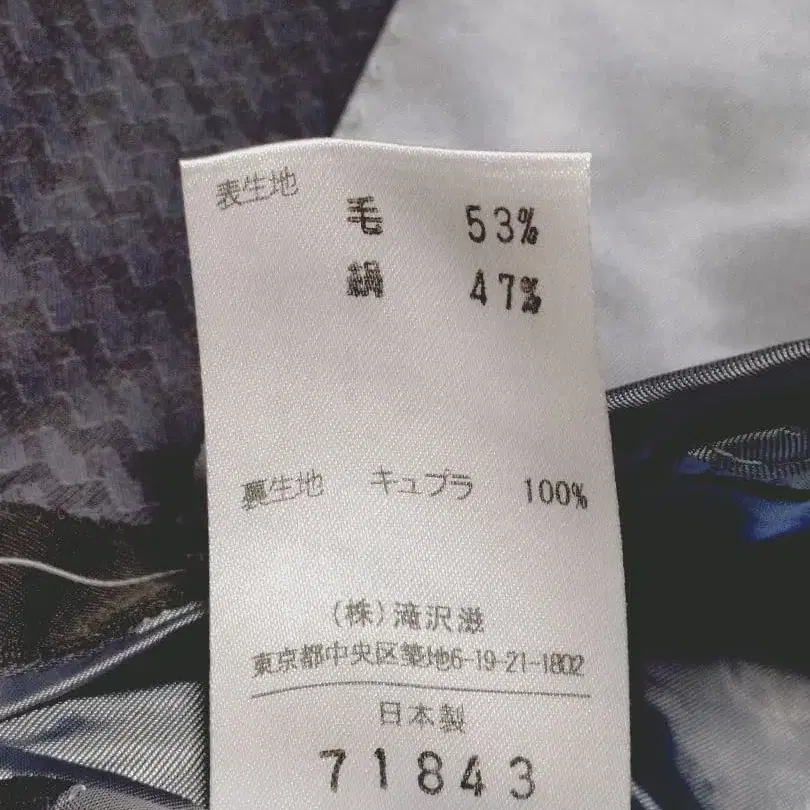 表生地
毛 53%
絹 47%
裏生地 キュプラ 100%
(株)滝沢滋
東京都中央区築地6-19-21-1802
日本製
71843